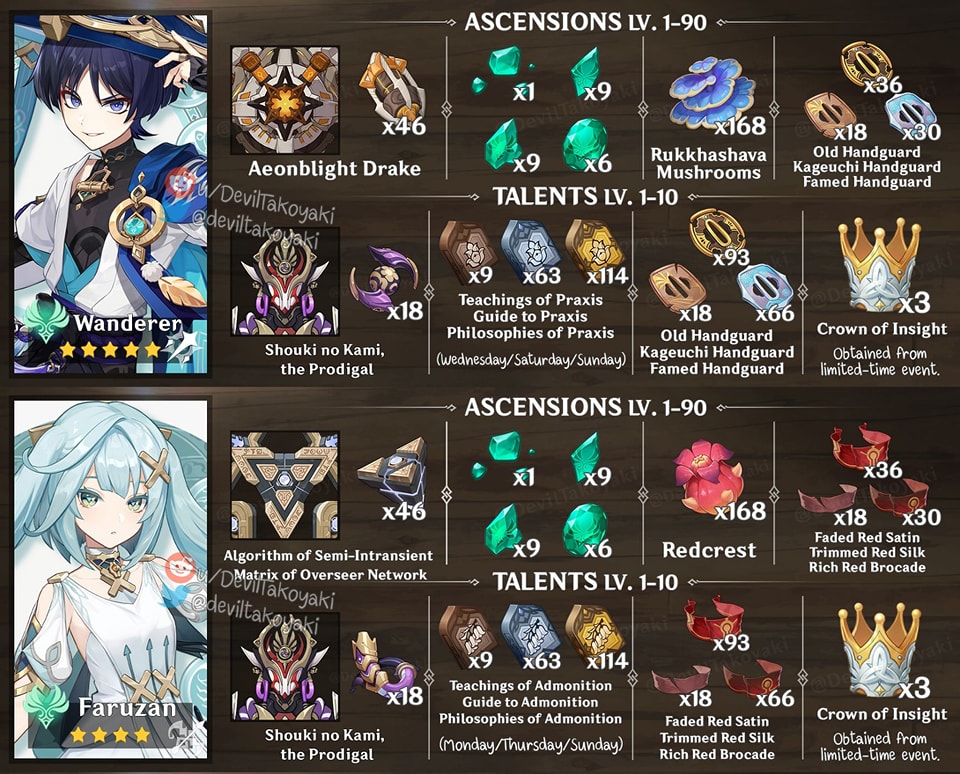 ASCENSIONS LV. 1-90
x46
Aeonblight Drake
x1
x9
x9
x6
x168
Rukkhashava
Mushrooms
x36
x18
x30
Old Handguard
Kageuchi Handguard
Famed Handguard
TALENTS LV. 1-10
x18
Shouki no Kami,
the Prodigal
x9
x63
x114
Teachings of Praxis
Guide to Praxis
Philosophies of Praxis
(Wednesday/Saturday/Sunday)
x93
x18
x66
Old Handguard
Kageuchi Handguard
Famed Handguard
x3
Crown of Insight
Obtained from
limited-time event.
Wanderer
u/DevilTakoyaki
@deviltakoyaki
ASCENSIONS LV. 1-90
x46
Algorithm of Semi-Intransient
Matrix of Overseer Network
x1
x9
x9
x6
x168
Redcrest
x36
x18
x30
Faded Red Satin
Trimmed Red Silk
Rich Red Brocade
TALENTS LV. 1-10
x18
Shouki no Kami,
the Prodigal
x9
x63
x114
Teachings of Admonition
Guide to Admonition
Philosophies of Admonition
(Monday/Thursday/Sunday)
x93
x18
x66
Faded Red Satin
Trimmed Red Silk
Rich Red Brocade
x3
Crown of Insight
Obtained from
limited-time event.
Faruzan
u/DevilTakoyaki
@deviltakoyaki